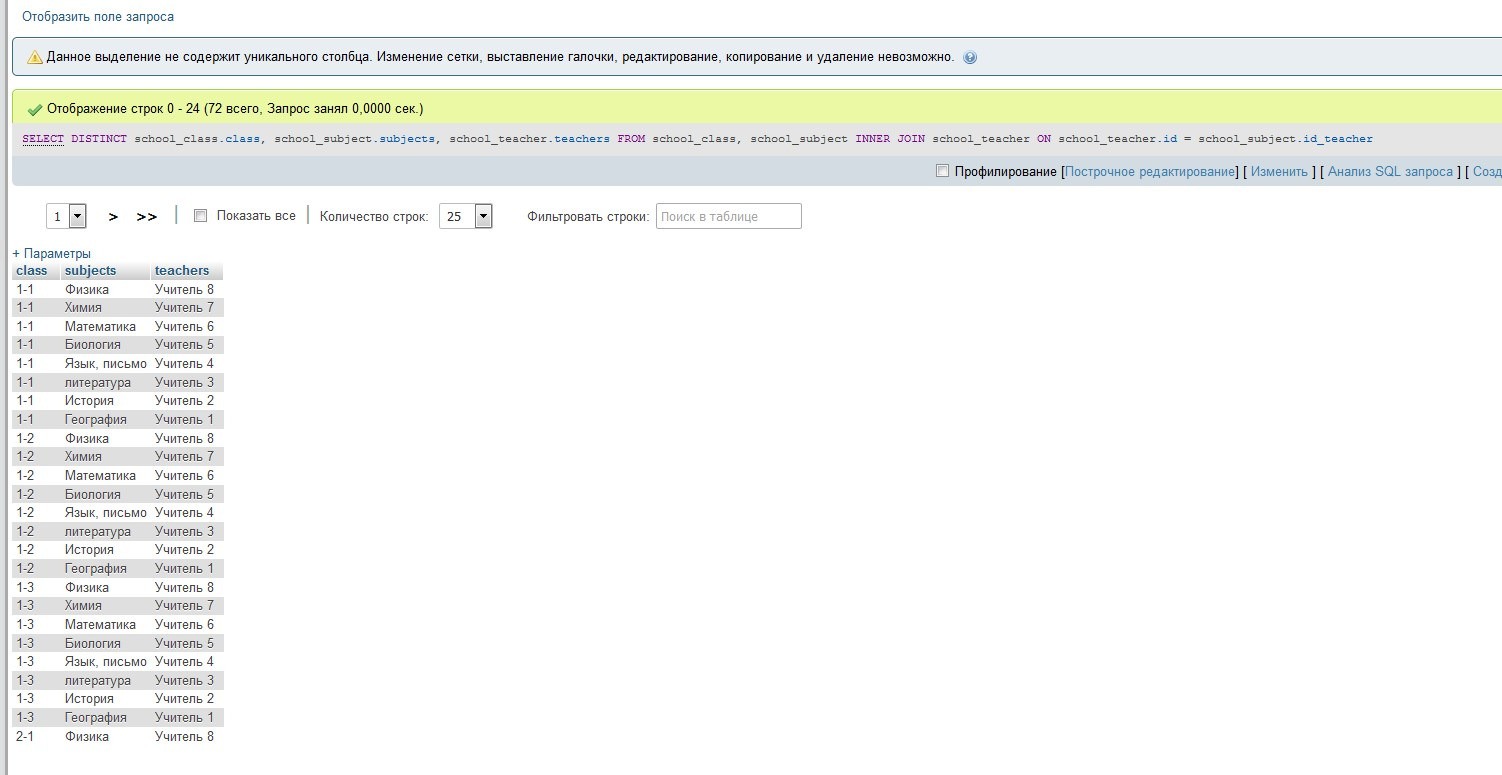 Отобразить поле запроса
Данное выделение не содержит уникального столбца. Изменение сетки, выставление галочки, редактирование, копирование и удаление невозможно.
Отображение строк 0 - 24 (72 всего, Запрос занял 0,0000 сек.)
SELECT DISTINCT school_class.class, school_subject.subjects, school_teacher.teachers FROM school_class, school_subject INNER JOIN school_teacher ON school_teacher.id = school_subject.id_teacher
Профилирование [Построчное редактирование] [ Изменить ] [ Анализ SQL запроса ] [ Созд
1 > >> | Показать все | Количество строк: 25 Фильтровать строки: Поиск в таблице
+ Параметры
class subjects teachers
1-1 Физика Учитель 8
1-1 Химия Учитель 7
1-1 Математика Учитель 6
1-1 Биология Учитель 5
1-1 Язык, письмо Учитель 4
1-1 литература Учитель 3
1-1 История Учитель 2
1-1 География Учитель 1
1-2 Физика Учитель 8
1-2 Химия Учитель 7
1-2 Математика Учитель 6
1-2 Биология Учитель 5
1-2 Язык, письмо Учитель 4
1-2 литература Учитель 3
1-2 История Учитель 2
1-2 География Учитель 1
1-3 Физика Учитель 8
1-3 Химия Учитель 7
1-3 Математика Учитель 6
1-3 Биология Учитель 5
1-3 Язык, письмо Учитель 4
1-3 литература Учитель 3
1-3 История Учитель 2
1-3 География Учитель 1
2-1 Физика Учитель 8